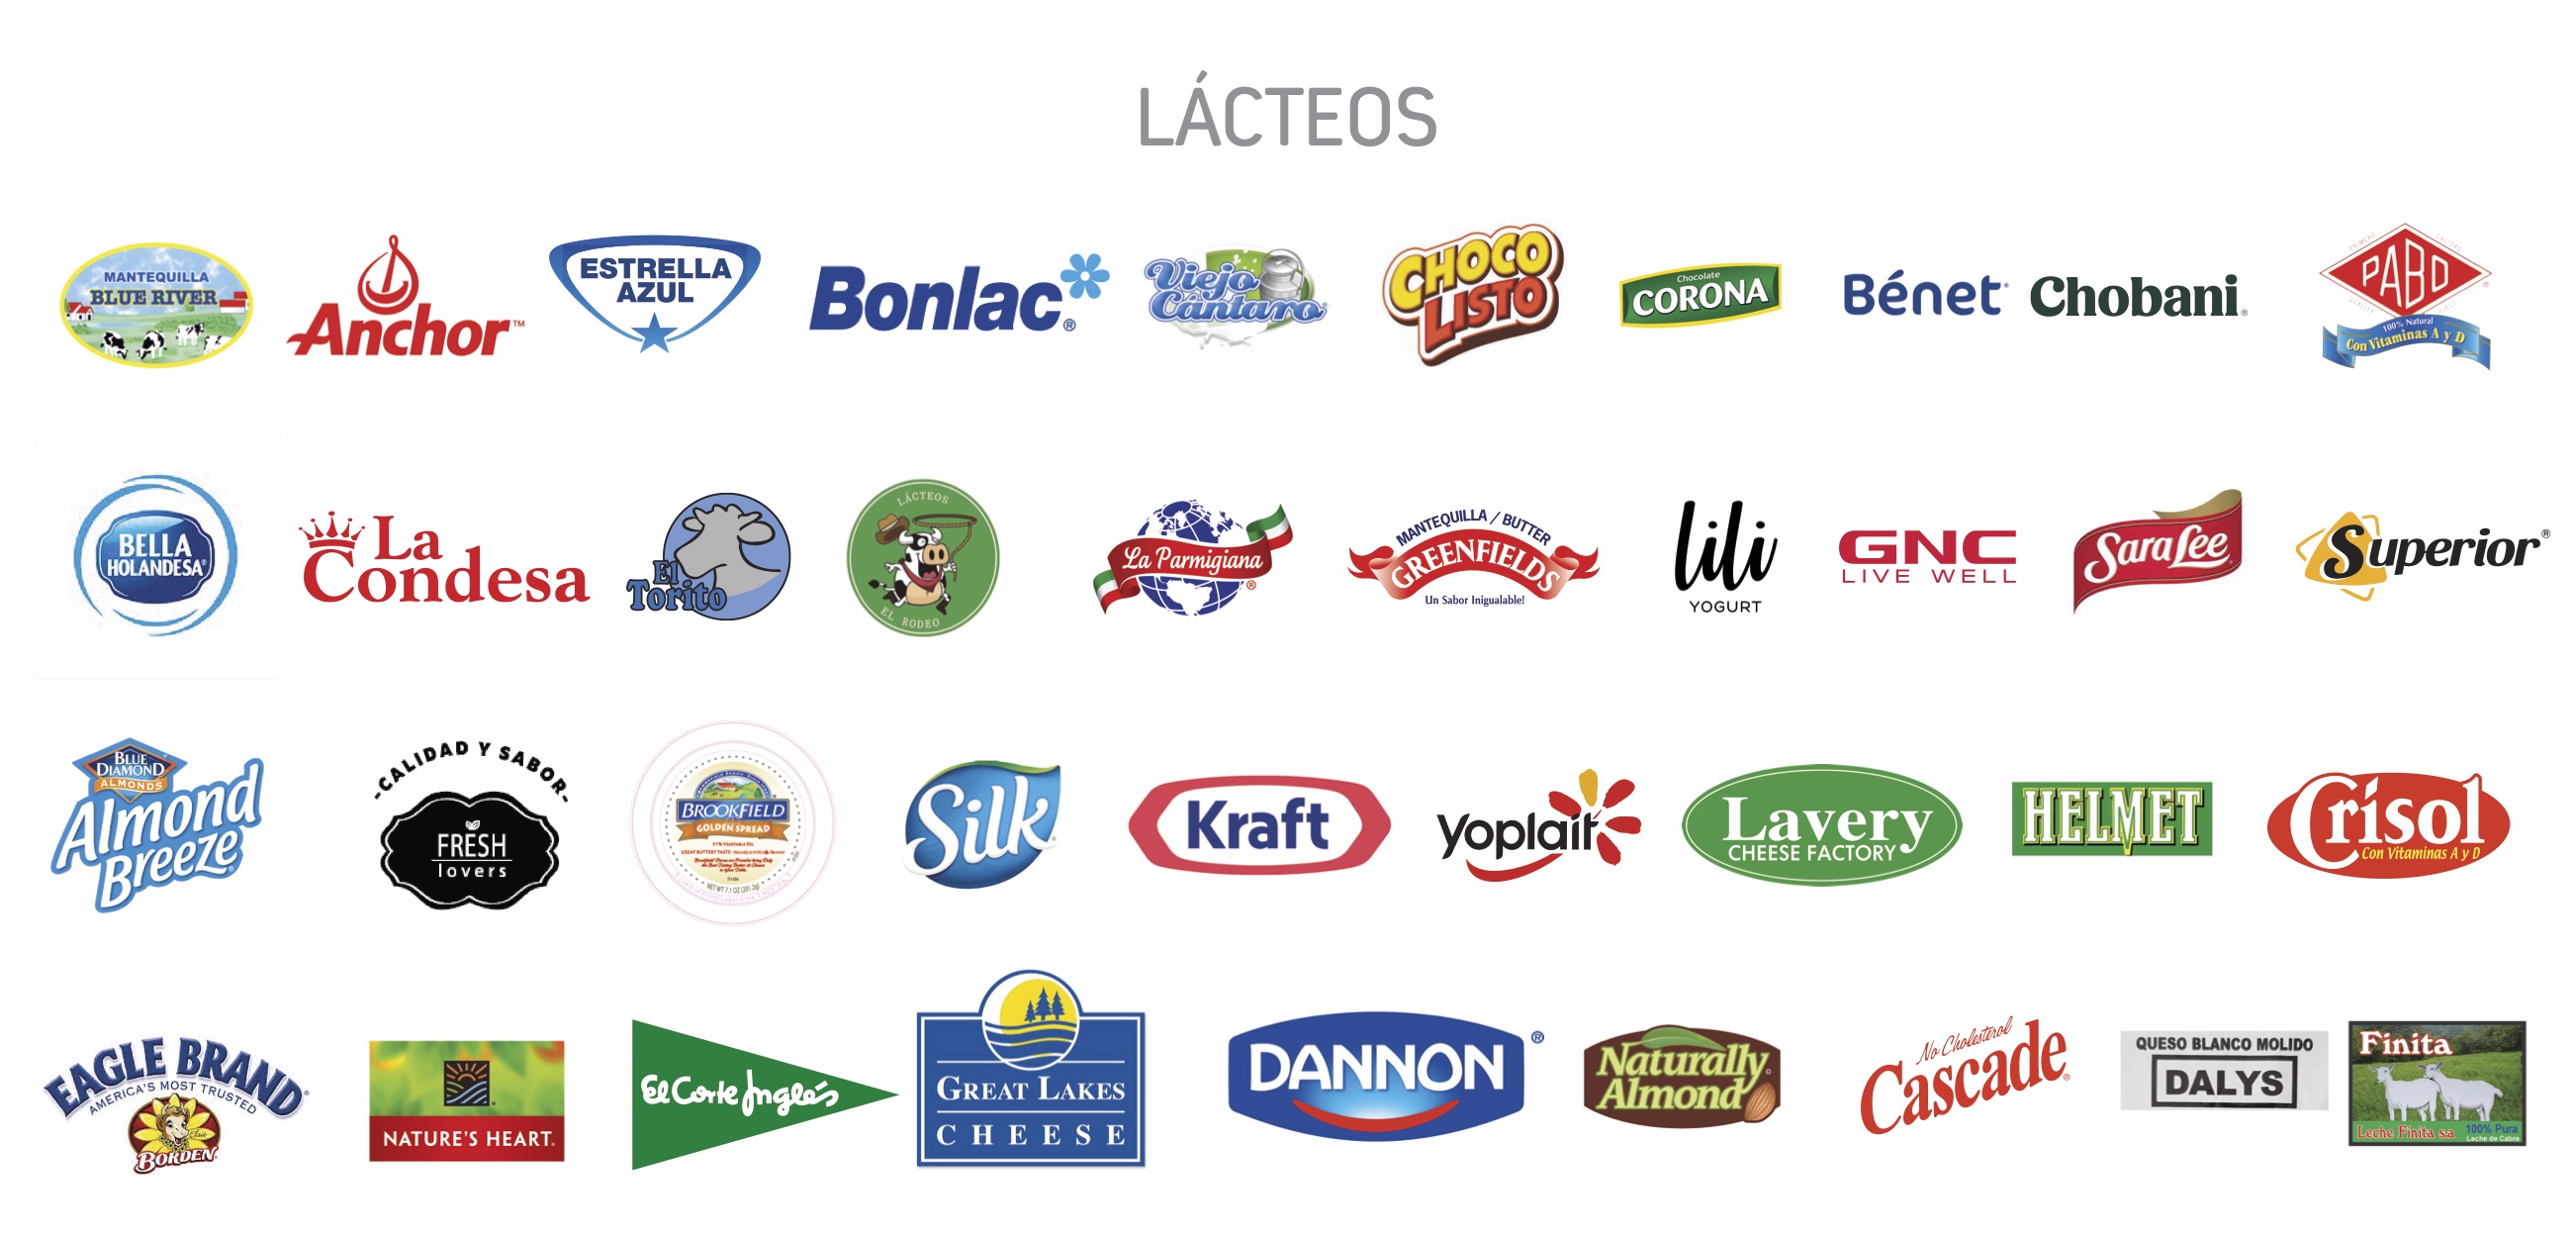 LÁCTEOS
MANTEQUILLA
BLUE RIVER
Anchor™
ESTRELLA
AZUL
Bonlac®
Viejo
Cántaro
CHOCO
LISTO
Chocolate
CORONA
Bénet
Chobani®
PABO
100% Natural
Con Vitaminas A y D
BELLA
HOLANDESA®
La
Condesa
El
Torito
LÁCTEOS
EL RODEO
La Parmigiana
®
MANTEQUILLA / BUTTER
GREENFIELDS
Un Sabor Inigualable!
lili
YOGURT
GNC
LIVE WELL
Sara Lee
Superior®
BLUE
DIAMOND
ALMONDS
Almond
Breeze®
-CALIDAD Y SABOR-
FRESH
lovers
BROOKFIELD
GOLDEN SPREAD
Silk
Kraft
Yoplait
Lavery
CHEESE FACTORY
HELMET
Crisol
Con Vitaminas A y D
EAGLE BRAND®
AMERICA'S MOST TRUSTED
Elsie
BORDEN
NATURE'S HEART
El Corte Inglés
GREAT LAKES
CHEESE
DANNON®
Naturally
Almond
No Cholesterol
Cascade®
QUESO BLANCO MOLIDO
DALYS
Finita
Leche Finita s.a
100% Pura
Leche de Cabra